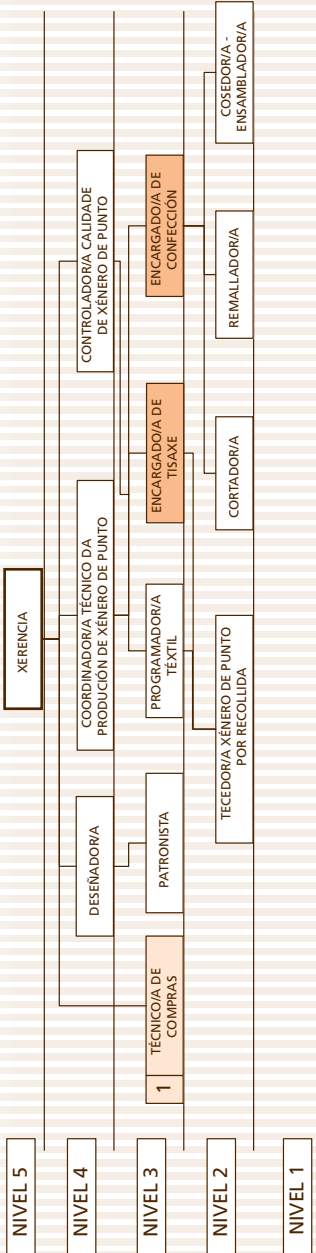 NIVEL 5
XERENCIA
NIVEL 4
DESEÑADOR/A
COORDINADOR/A TÉCNICO DA
PRODUCIÓN DE XÉNERO DE PUNTO
CONTROLADOR/A CALIDADE
DE XÉNERO DE PUNTO
NIVEL 3
1
TÉCNICO/A DE
COMPRAS
PATRONISTA
PROGRAMADOR/A
TÉXTIL
ENCARGADO/A DE
TISAXE
ENCARGADO/A DE
CONFECCIÓN
NIVEL 2
TECEDOR/A XÉNERO DE PUNTO
POR RECOLLIDA
CORTADOR/A
REMALLADOR/A
COSEDOR/A -
ENSAMBLADOR/A
NIVEL 1